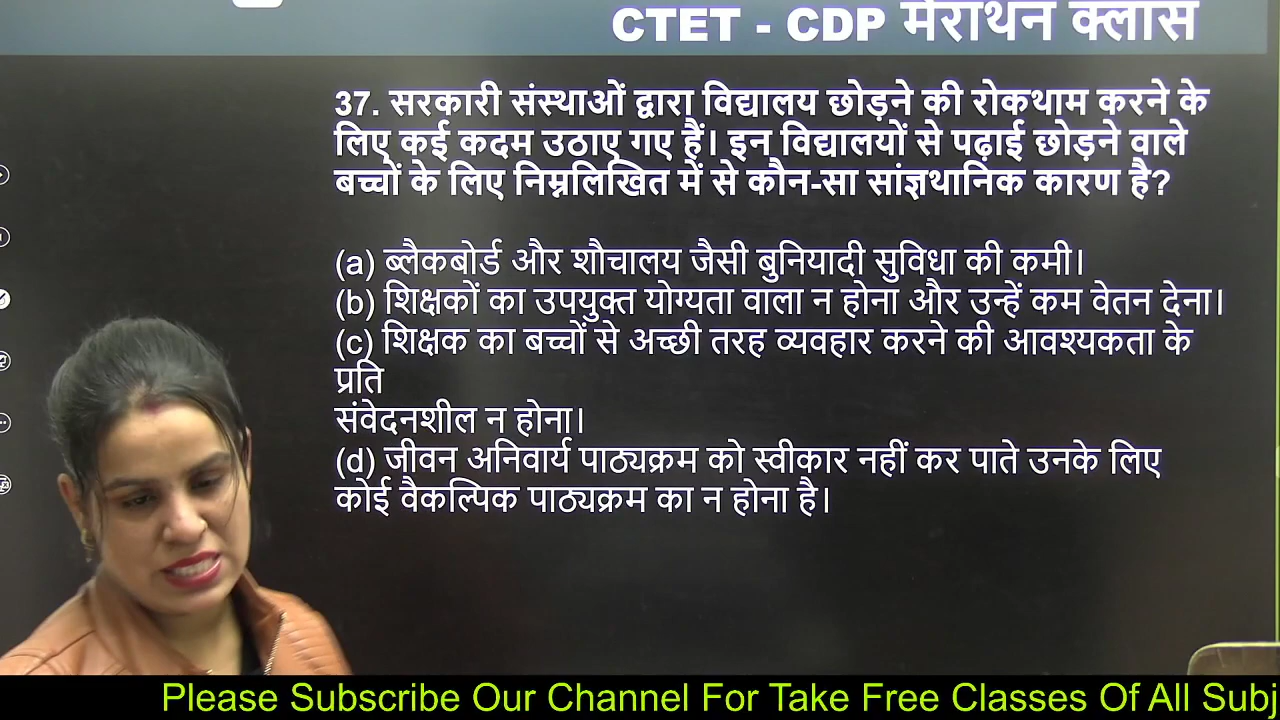 CTET - CDP मैराथन क्लास
37. सरकारी संस्थाओं द्वारा विद्यालय छोड़ने की रोकथाम करने के
लिए कई कदम उठाए गए हैं। इन विद्यालयों से पढ़ाई छोड़ने वाले
बच्चों के लिए निम्नलिखित में से कौन-सा सांज्ञथानिक कारण है?
(a) ब्लैकबोर्ड और शौचालय जैसी बुनियादी सुविधा की कमी।
(b) शिक्षकों का उपयुक्त योग्यता वाला न होना और उन्हें कम वेतन देना।
(c) शिक्षक का बच्चों से अच्छी तरह व्यवहार करने की आवश्यकता के
प्रति
संवेदनशील न होना।
(d) जीवन अनिवार्य पाठ्यक्रम को स्वीकार नहीं कर पाते उनके लिए
कोई वैकल्पिक पाठ्यक्रम का न होना है।
Please Subscribe Our Channel For Take Free Classes Of All Subj